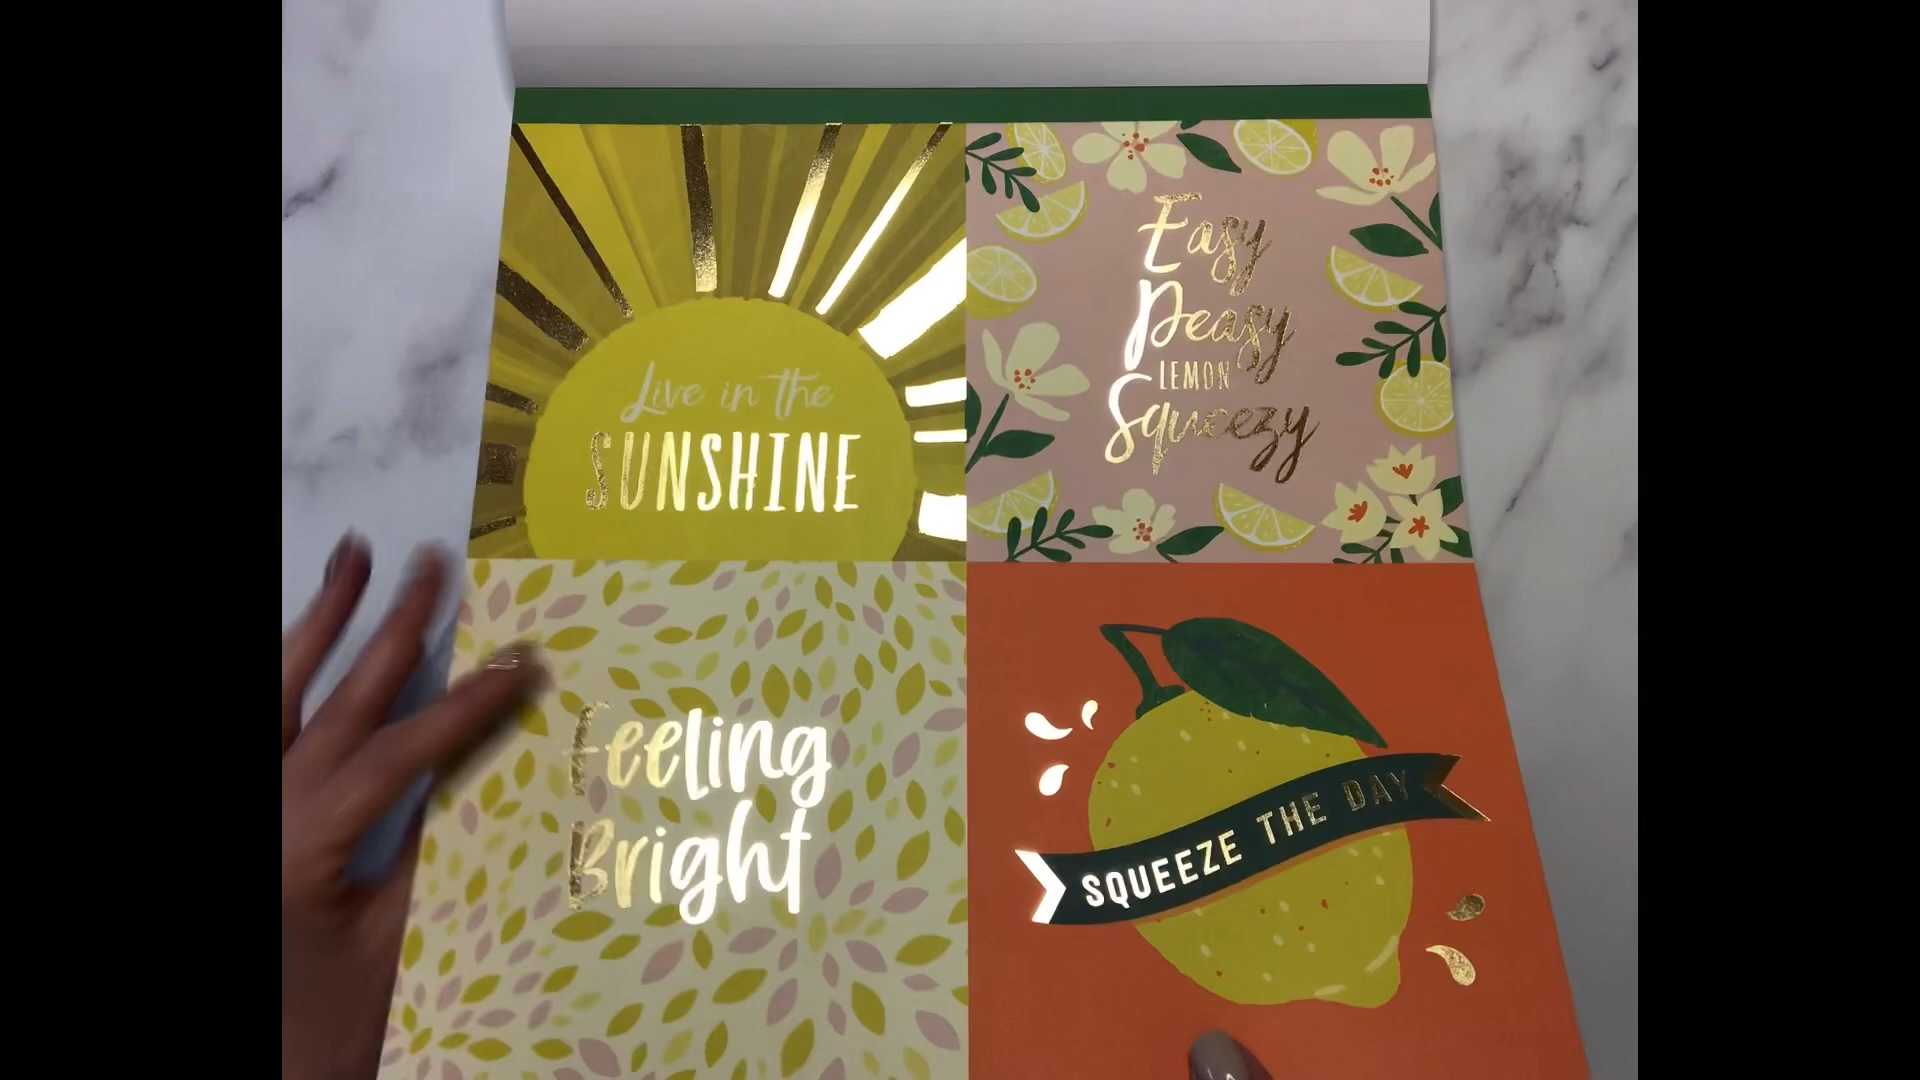 Live in the
SUNSHINE
Easy
Peasy
LEMON
Squeezy
Feeling
Bright
SQUEEZE THE DAY